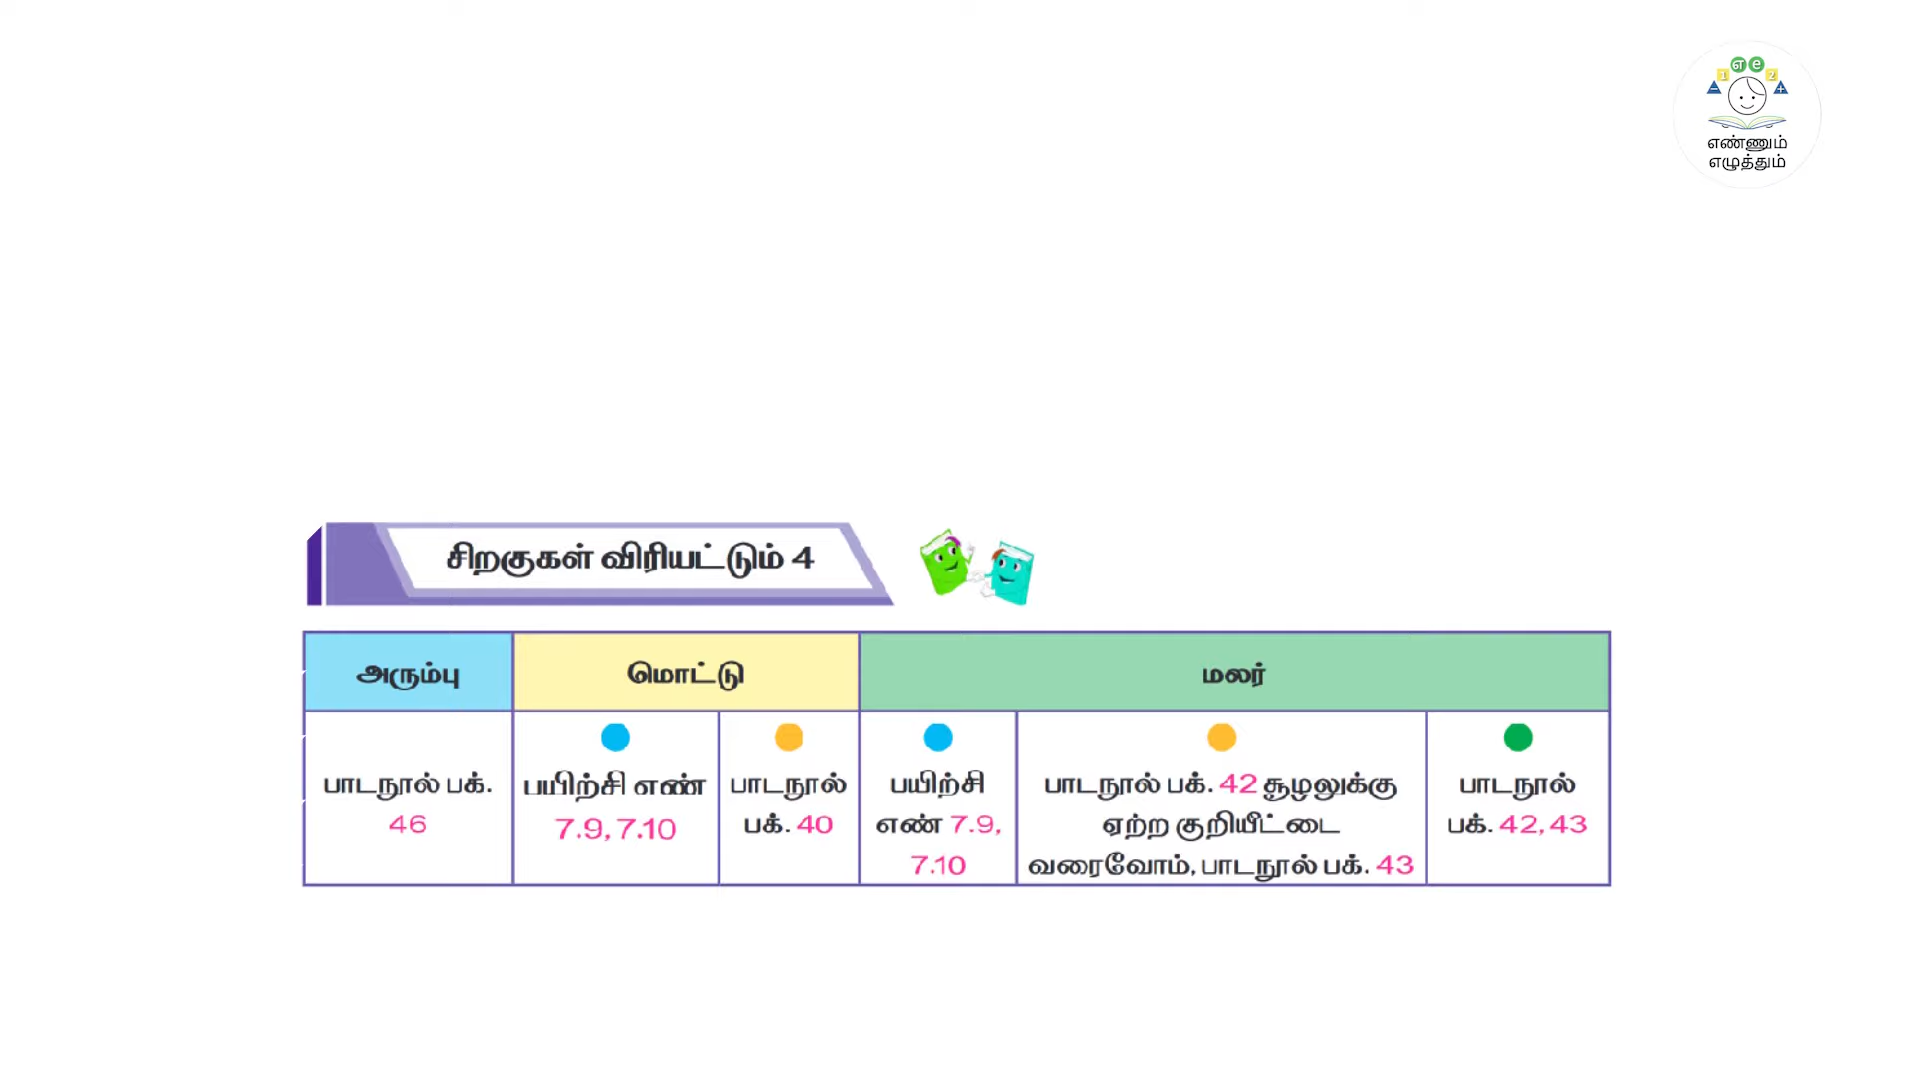 எ e
1 2
− +
எண்ணும்
எழுத்தும்
சிறகுகள் விரியட்டும் 4
அரும்பு
மொட்டு
மலர்
பாடநூல் பக்.
46
பயிற்சி எண்
7.9, 7.10
பாடநூல்
பக். 40
பயிற்சி
எண் 7.9,
7.10
பாடநூல் பக். 42 சூழலுக்கு
ஏற்ற குறியீட்டை
வரைவோம், பாடநூல் பக். 43
பாடநூல்
பக். 42, 43